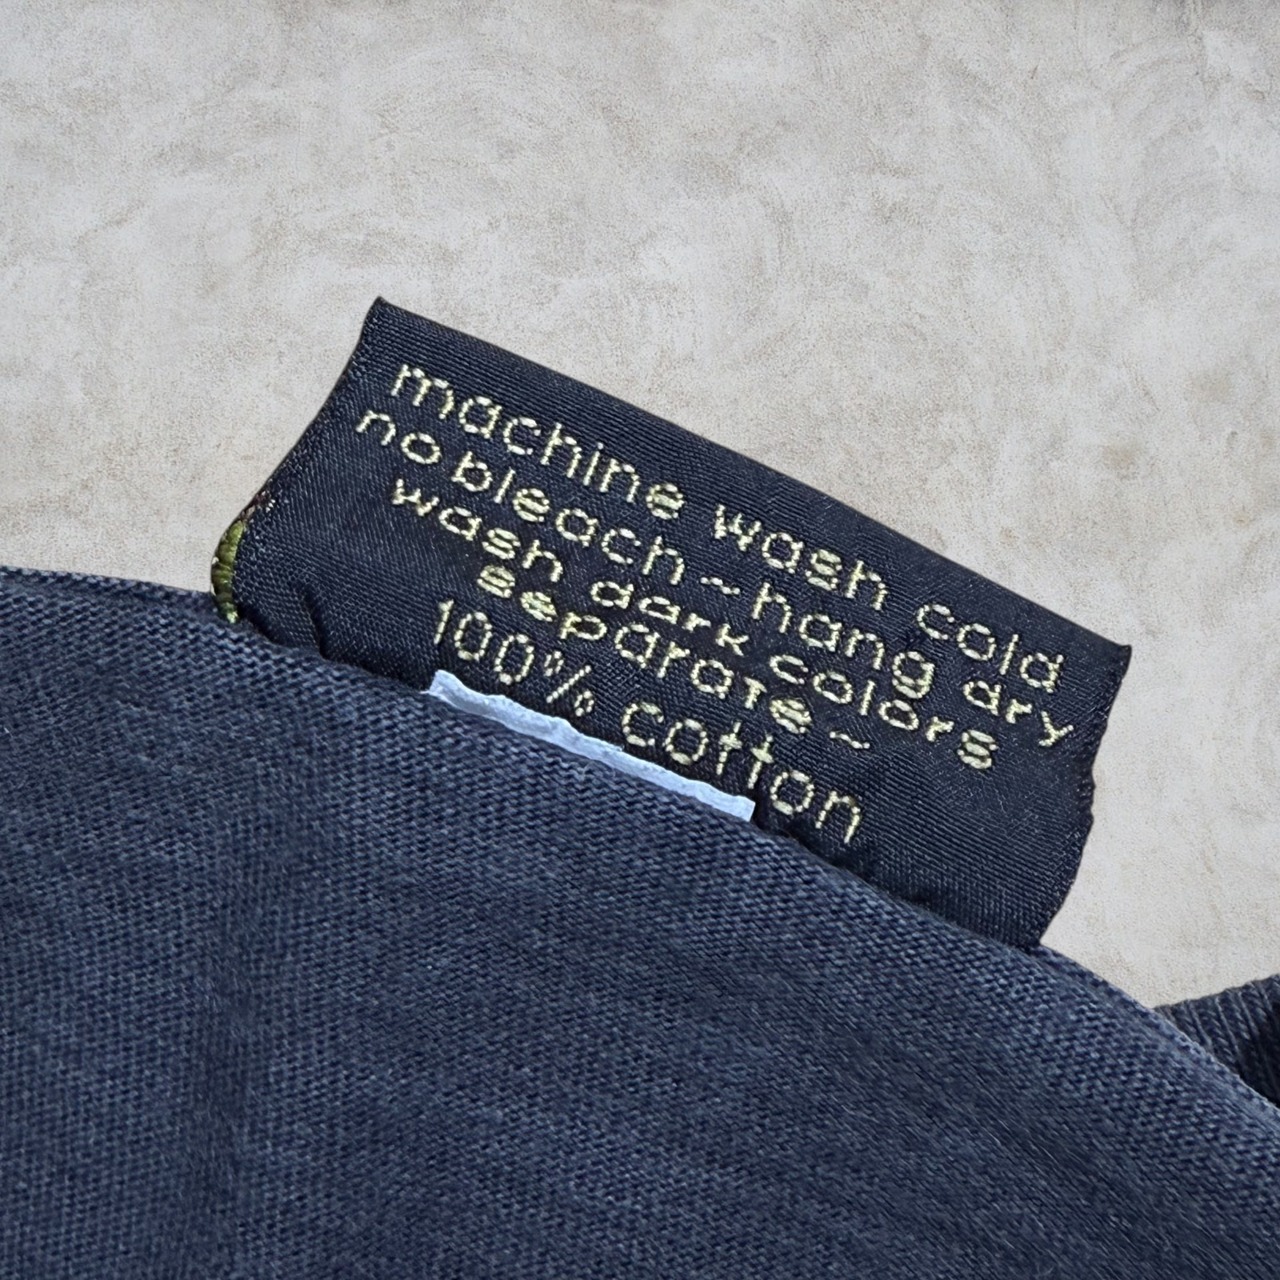 machine wash cold
no bleach~hang dry
wash dark colors
separate~
100% cotton